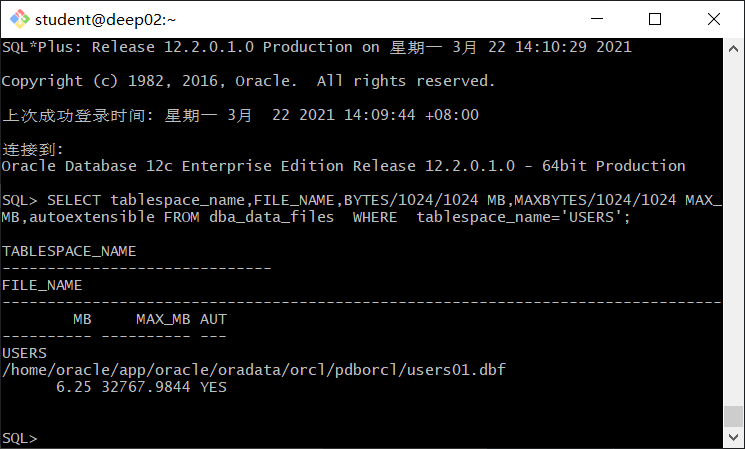 student@deep02:~
SQL*Plus: Release 12.2.0.1.0 Production on 星期一 3月 22 14:10:29 2021
Copyright (c) 1982, 2016, Oracle.  All rights reserved.
上次成功登录时间: 星期一 3月  22 2021 14:09:44 +08:00
连接到:
Oracle Database 12c Enterprise Edition Release 12.2.0.1.0 - 64bit Production
SQL> SELECT tablespace_name,FILE_NAME,BYTES/1024/1024 MB,MAXBYTES/1024/1024 MAX_
MB,autoextensible FROM dba_data_files  WHERE  tablespace_name='USERS';
TABLESPACE_NAME
------------------------------
FILE_NAME
--------------------------------------------------------------------------------
        MB     MAX_MB AUT
---------- ---------- ---
USERS
/home/oracle/app/oracle/oradata/orcl/pdborcl/users01.dbf
      6.25 32767.9844 YES
SQL>